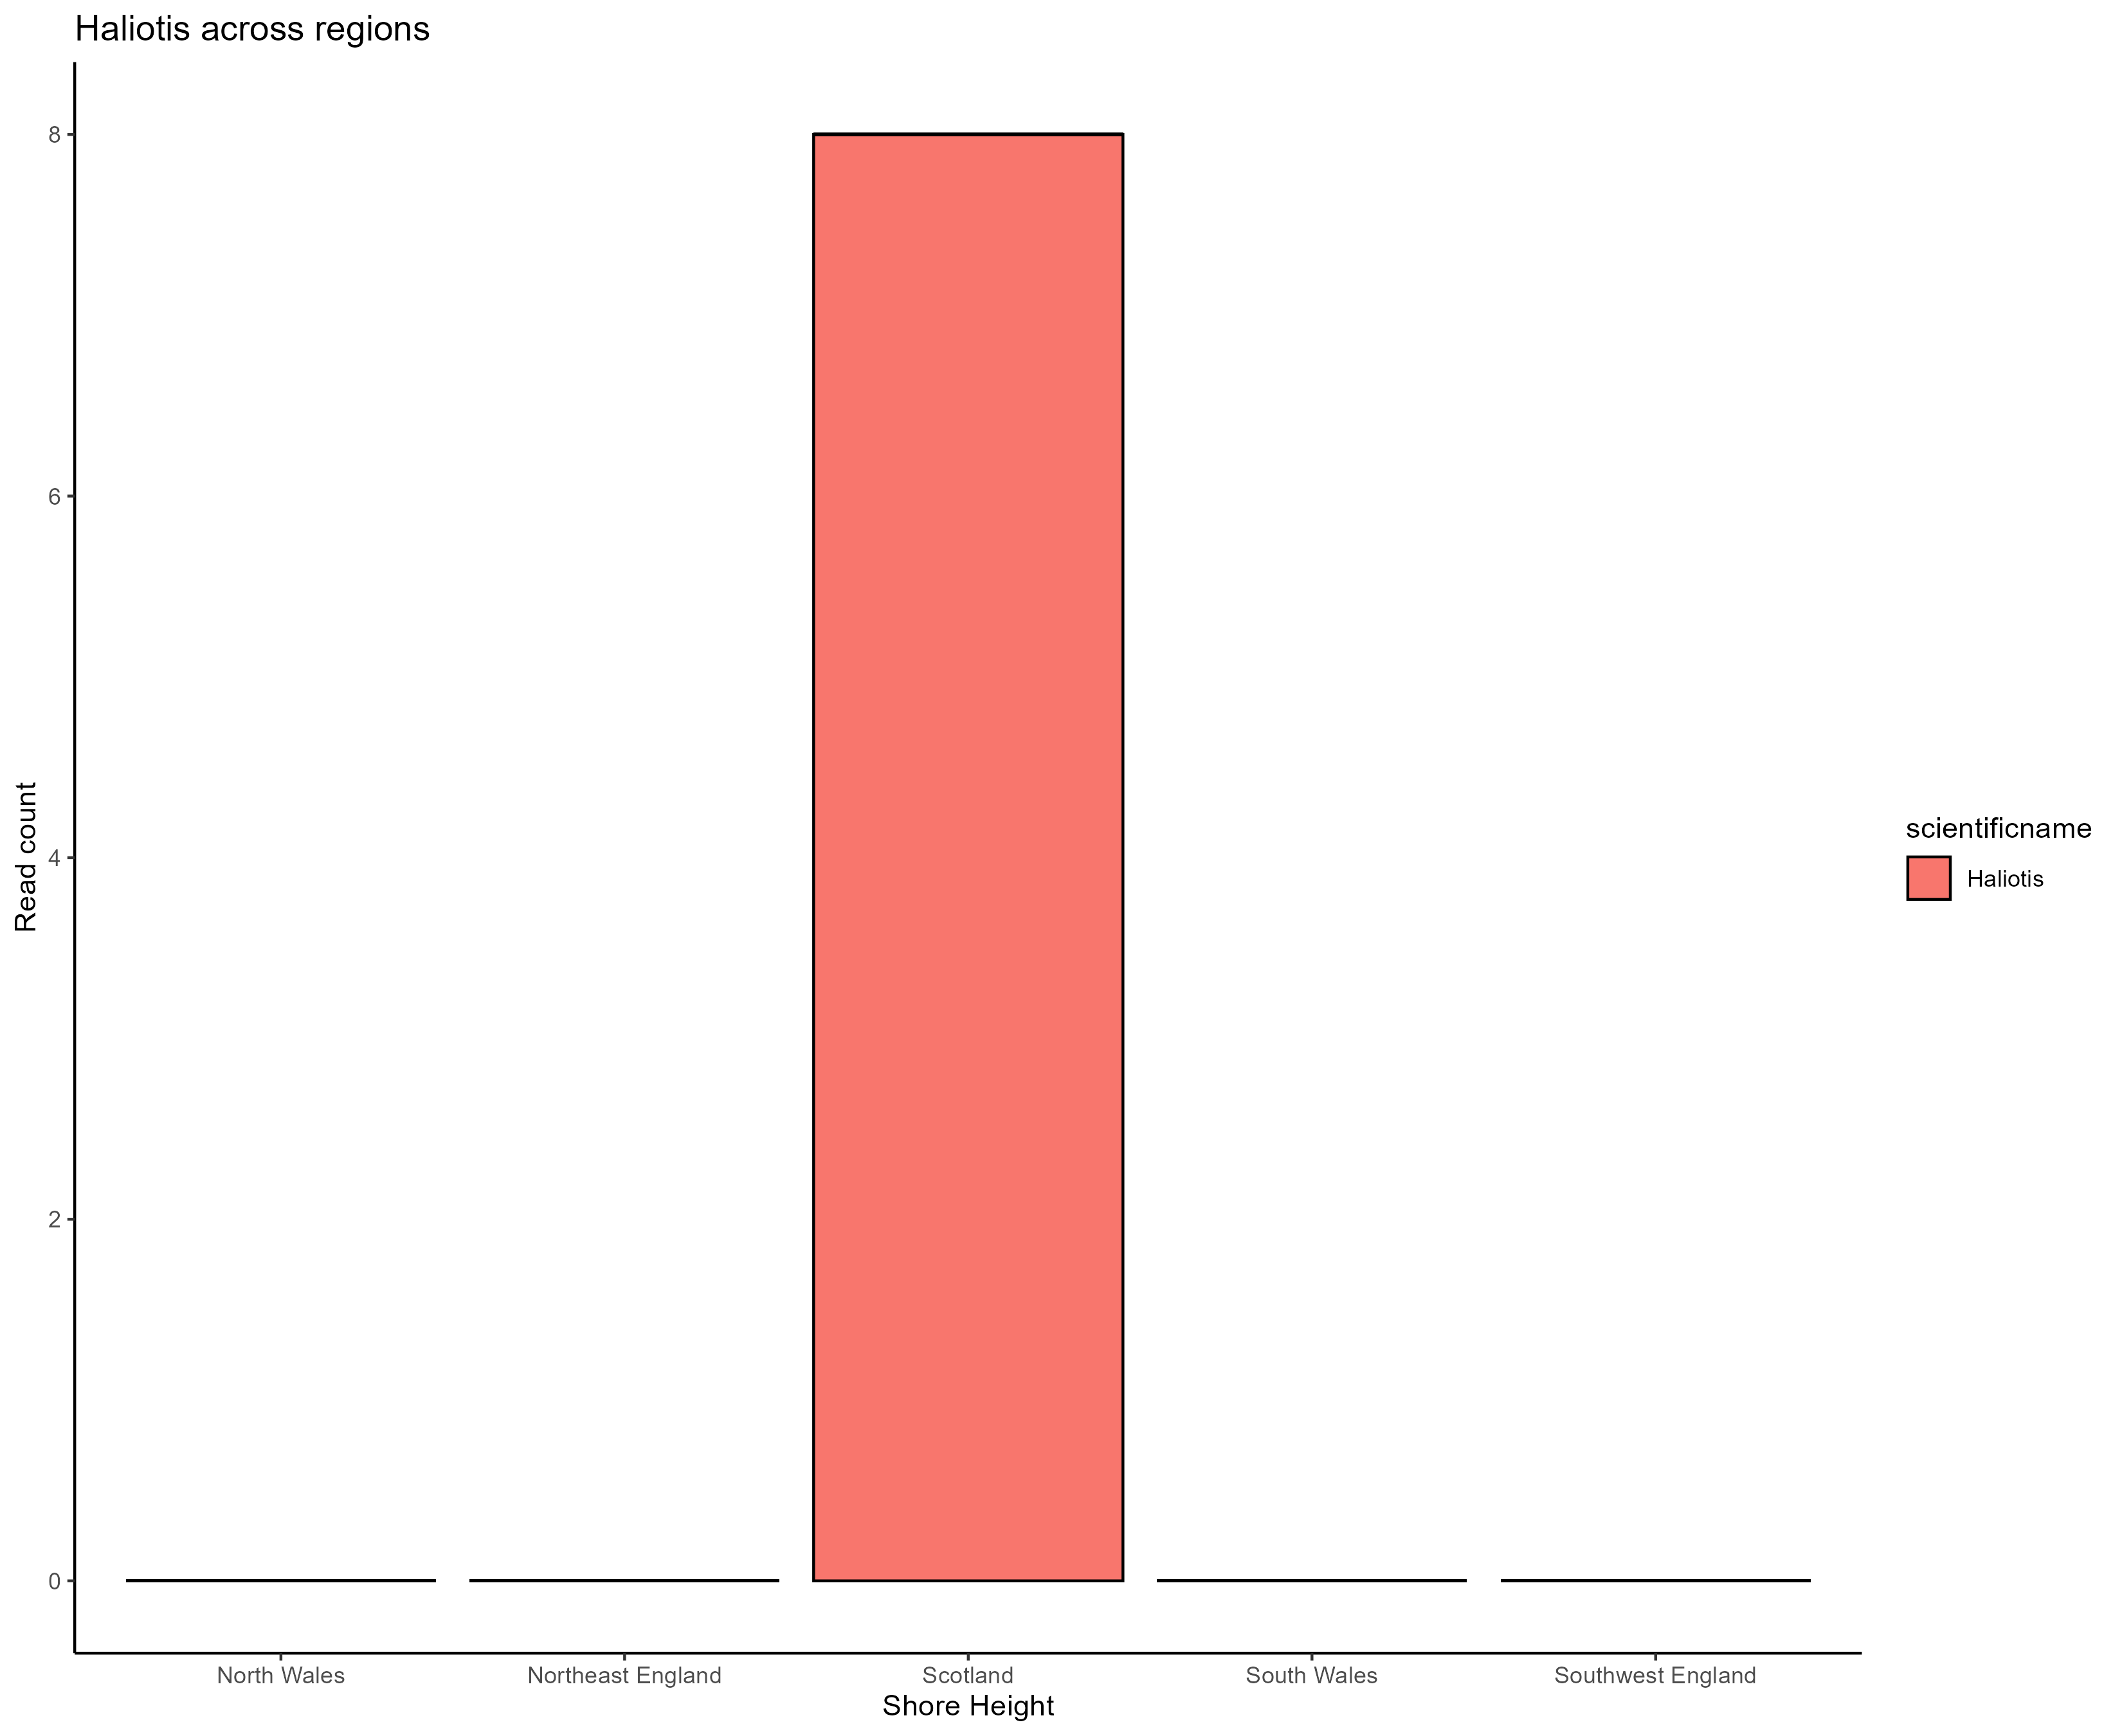 Haliotis across regions
Read count
8
6
4
2
0
North Wales
Northeast England
Scotland
South Wales
Southwest England
Shore Height
scientificname
Haliotis